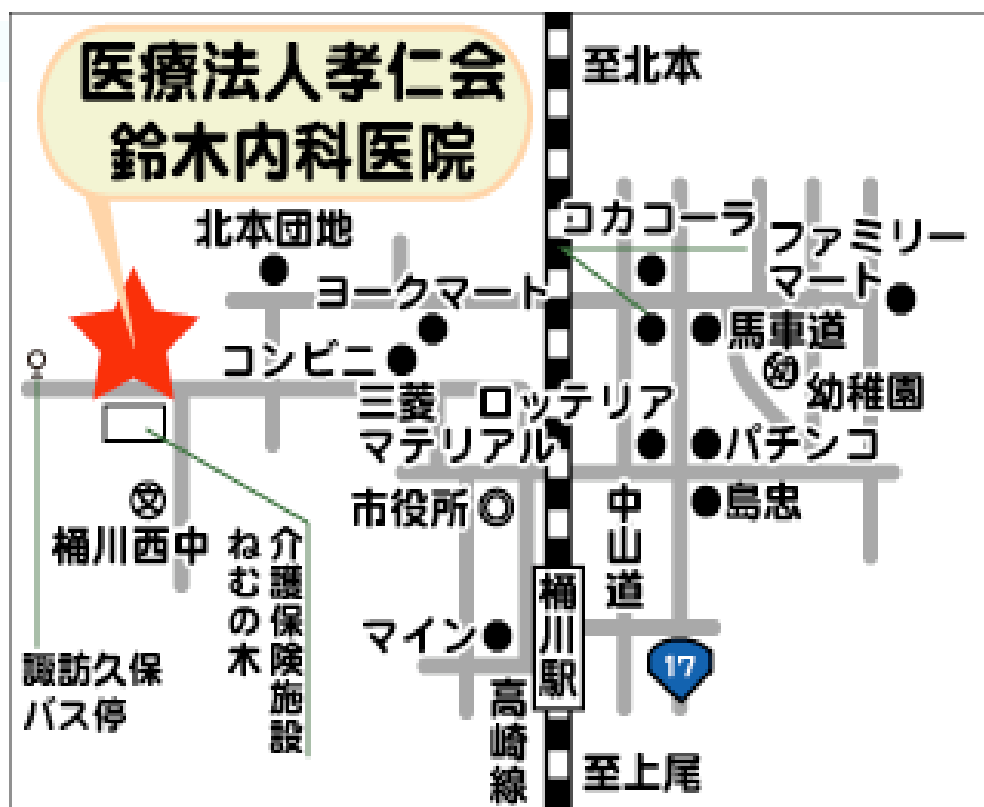 医療法人孝仁会
鈴木内科医院
至北本
北本団地
コカコーラ
ファミリー
マート
ヨークマート
馬車道
コンビニ
幼
幼稚園
三菱
マテリアル
ロッテリア
パチンコ
市役所
島忠
中山道
文
桶川西中
介護保険施設
ねむの木
桶川駅
マイン
17
諏訪久保
バス停
高崎線
至上尾